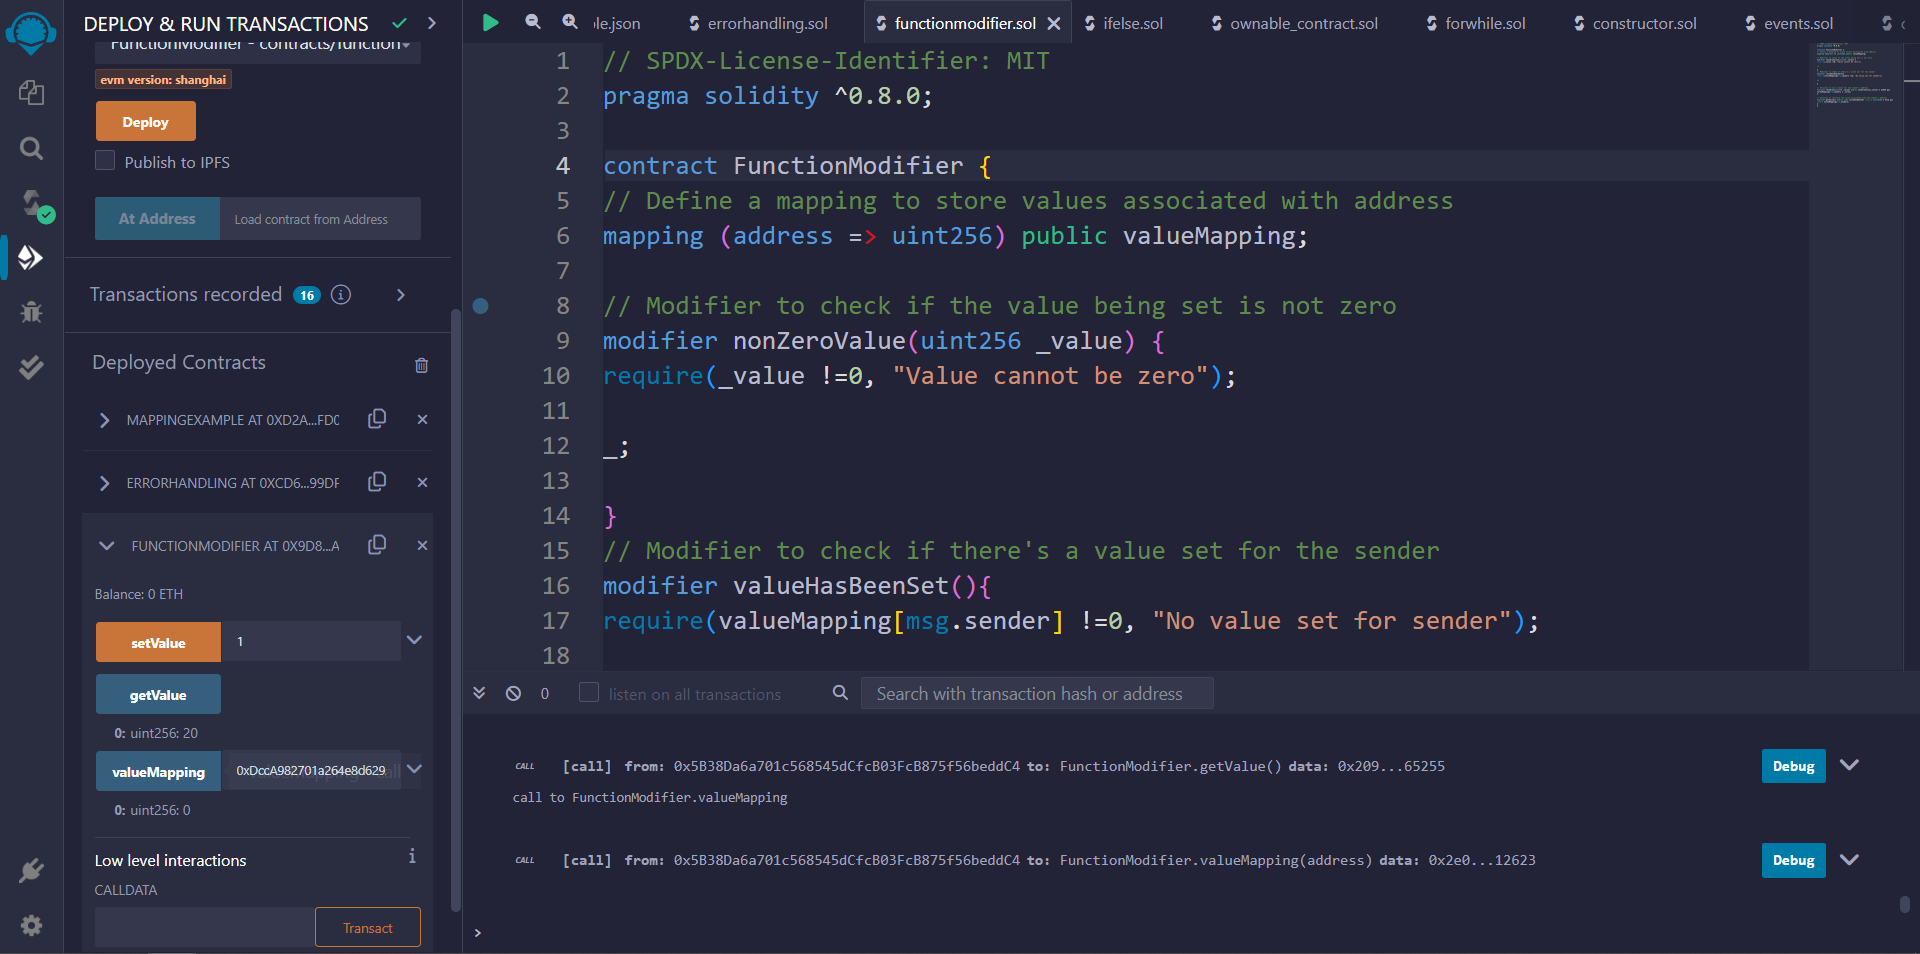 DEPLOY & RUN TRANSACTIONS
FunctionModifier - contracts/function
evm version: shanghai
Deploy
Publish to IPFS
At Address
Load contract from Address
Transactions recorded 16
Deployed Contracts
MAPPINGEXAMPLE AT 0XD2A...FD0
ERRORHANDLING AT 0XCD6...99DF
FUNCTIONMODIFIER AT 0X9D8...A
Balance: 0 ETH
setValue
1
getValue
0: uint256: 20
valueMapping
0xDccA982701a264e8d629
0: uint256: 0
Low level interactions
CALLDATA
Transact
le.json
errorhandling.sol
functionmodifier.sol
ifelse.sol
ownable_contract.sol
forwhile.sol
constructor.sol
events.sol
1 // SPDX-License-Identifier: MIT
2 pragma solidity ^0.8.0;
3
4 contract FunctionModifier {
5 // Define a mapping to store values associated with address
6 mapping (address => uint256) public valueMapping;
7
8 // Modifier to check if the value being set is not zero
9 modifier nonZeroValue(uint256 _value) {
10 require(_value !=0, "Value cannot be zero");
11
12 _;
13
14 }
15 // Modifier to check if there's a value set for the sender
16 modifier valueHasBeenSet(){
17 require(valueMapping[msg.sender] !=0, "No value set for sender");
18
0
listen on all transactions
Search with transaction hash or address
CALL [call] from: 0x5B38Da6a701c568545dCfcB03FcB875f56beddC4 to: FunctionModifier.getValue() data: 0x209...65255
Debug
call to FunctionModifier.valueMapping
CALL [call] from: 0x5B38Da6a701c568545dCfcB03FcB875f56beddC4 to: FunctionModifier.valueMapping(address) data: 0x2e0...12623
Debug
>